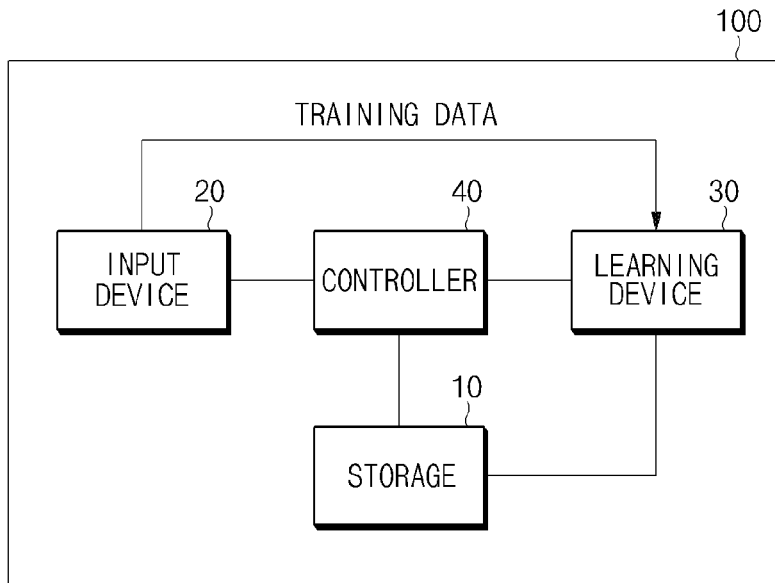 100
TRAINING DATA
20
40
30
INPUT
DEVICE
CONTROLLER
LEARNING
DEVICE
10
STORAGE